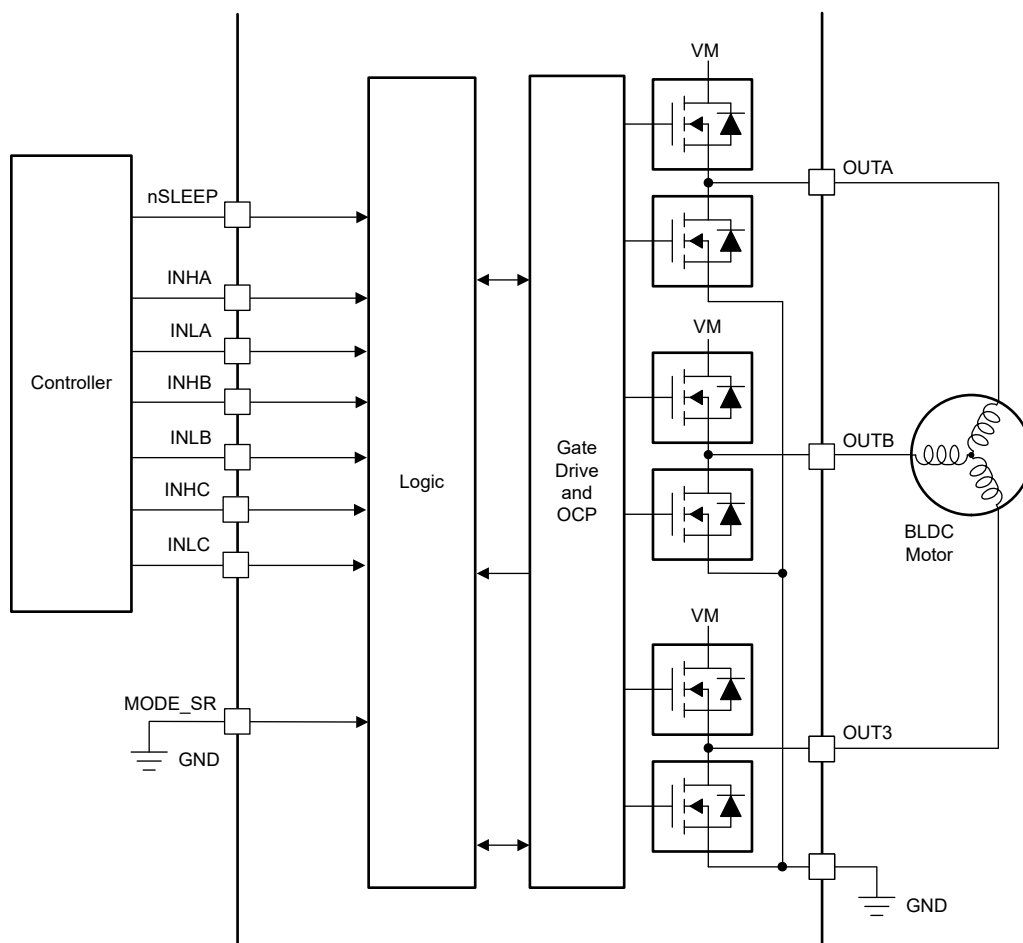 VM
OUTA
nSLEEP
INHA
INLA
INHB
INLB
INHC
INLC
Controller
Logic
Gate
Drive
and
OCP
VM
OUTB
BLDC
Motor
VM
MODE_SR
GND
OUT3
GND